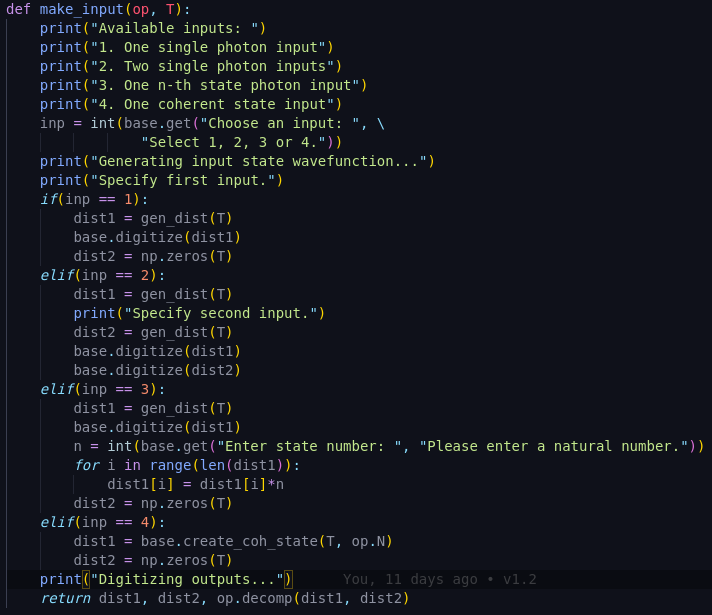 def make_input(op, T):
    print("Available inputs: ")
    print("1. One single photon input")
    print("2. Two single photon inputs")
    print("3. One n-th state photon input")
    print("4. One coherent state input")
    inp = int(base.get("Choose an input: ", \
                "Select 1, 2, 3 or 4."))
    print("Generating input state wavefunction...")
    print("Specify first input.")
    if(inp == 1):
        dist1 = gen_dist(T)
        base.digitize(dist1)
        dist2 = np.zeros(T)
    elif(inp == 2):
        dist1 = gen_dist(T)
        print("Specify second input.")
        dist2 = gen_dist(T)
        base.digitize(dist1)
        base.digitize(dist2)
    elif(inp == 3):
        dist1 = gen_dist(T)
        base.digitize(dist1)
        n = int(base.get("Enter state number: ", "Please enter a natural number."))
        for i in range(len(dist1)):
            dist1[i] = dist1[i]*n
        dist2 = np.zeros(T)
    elif(inp == 4):
        dist1 = base.create_coh_state(T, op.N)
        dist2 = np.zeros(T)
    print("Digitizing outputs...")      You, 11 days ago • v1.2
    return dist1, dist2, op.decomp(dist1, dist2)